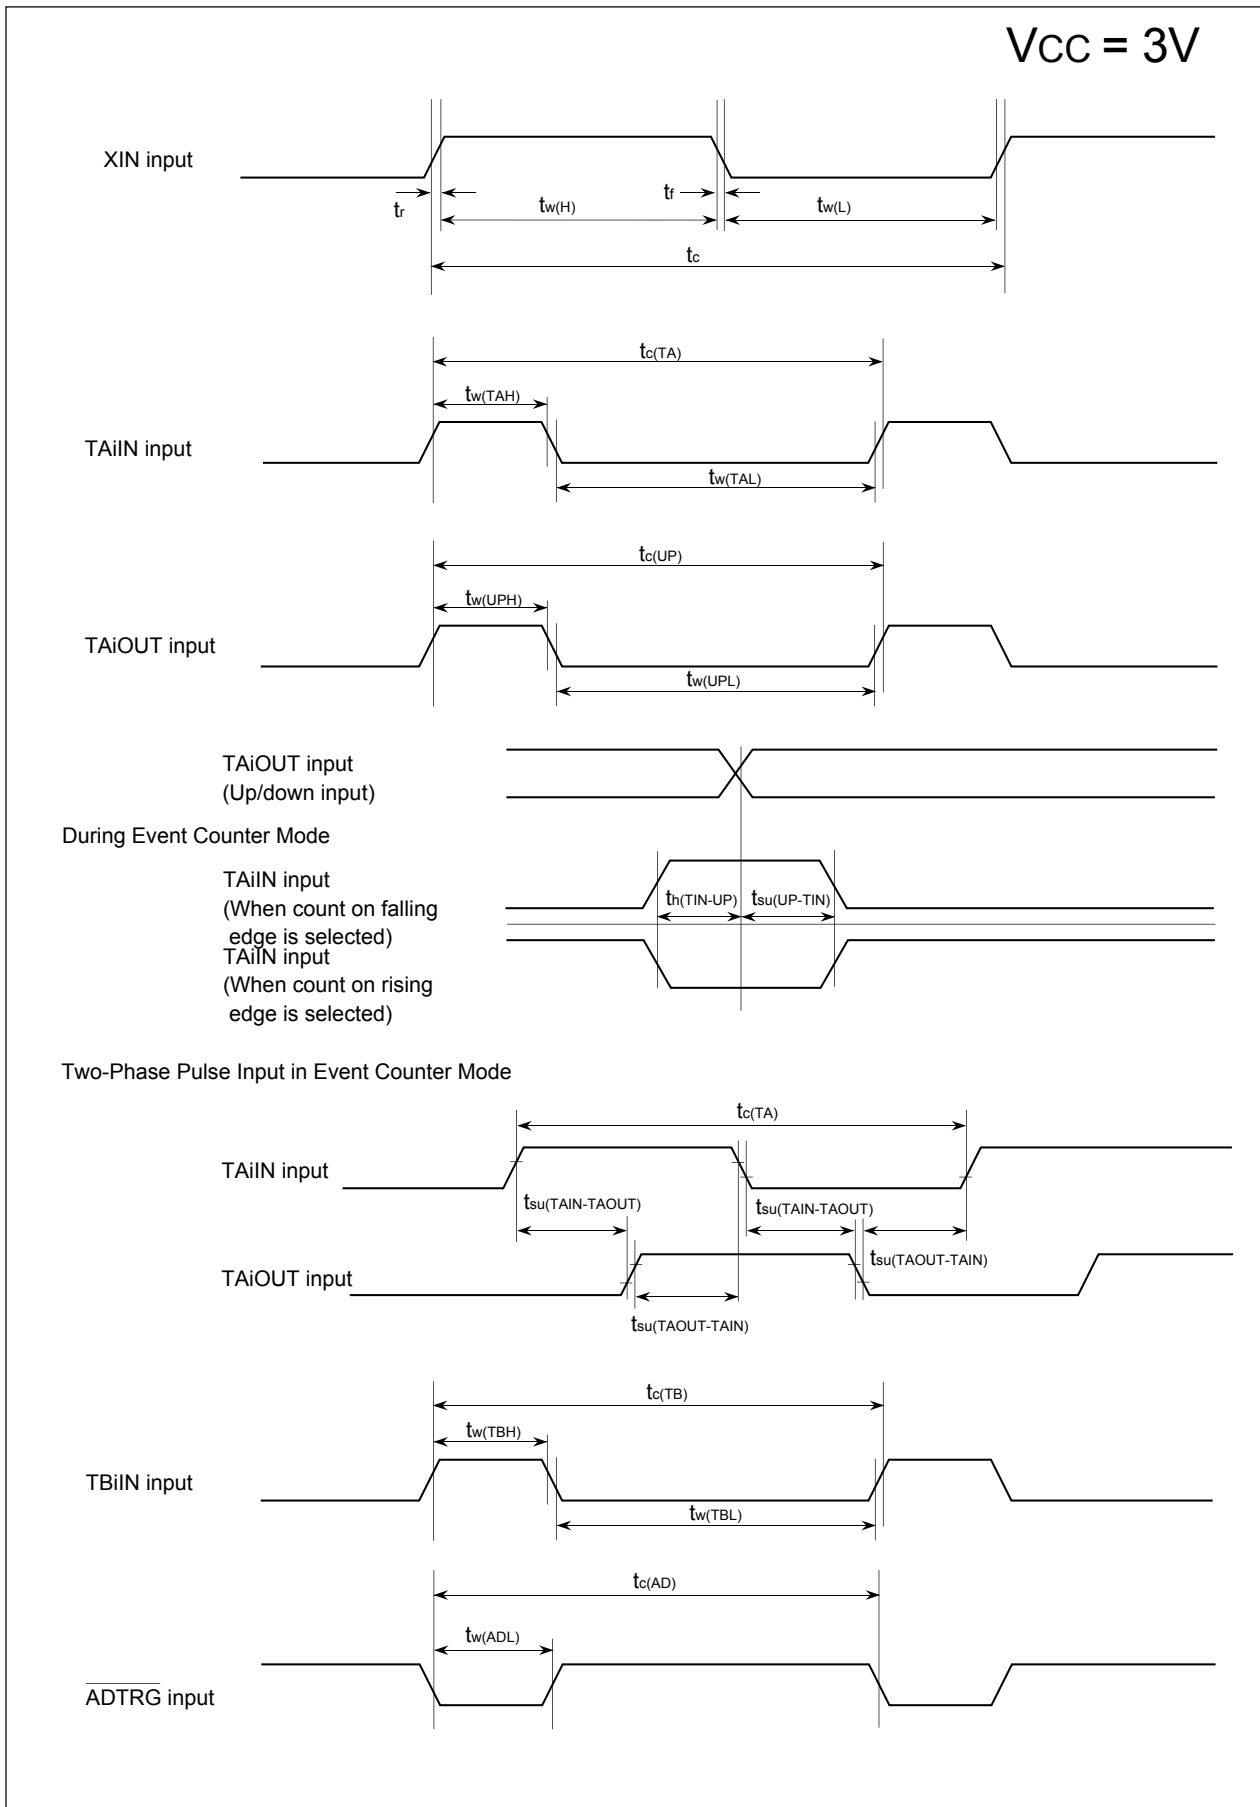 VCC = 3V
XIN input
tr
tw(H)
tf
tw(L)
tc
tc(TA)
tw(TAH)
TAiIN input
tw(TAL)
tc(UP)
tw(UPH)
TAiOUT input
tw(UPL)
TAiOUT input
(Up/down input)
During Event Counter Mode
TAiIN input
(When count on falling
edge is selected)
th(TIN-UP)
tsu(UP-TIN)
TAiIN input
(When count on rising
edge is selected)
Two-Phase Pulse Input in Event Counter Mode
tc(TA)
TAiIN input
tsu(TAIN-TAOUT)
tsu(TAIN-TAOUT)
tsu(TAOUT-TAIN)
TAiOUT input
tsu(TAOUT-TAIN)
tc(TB)
tw(TBH)
TBiIN input
tw(TBL)
tc(AD)
tw(ADL)
ADTRG input